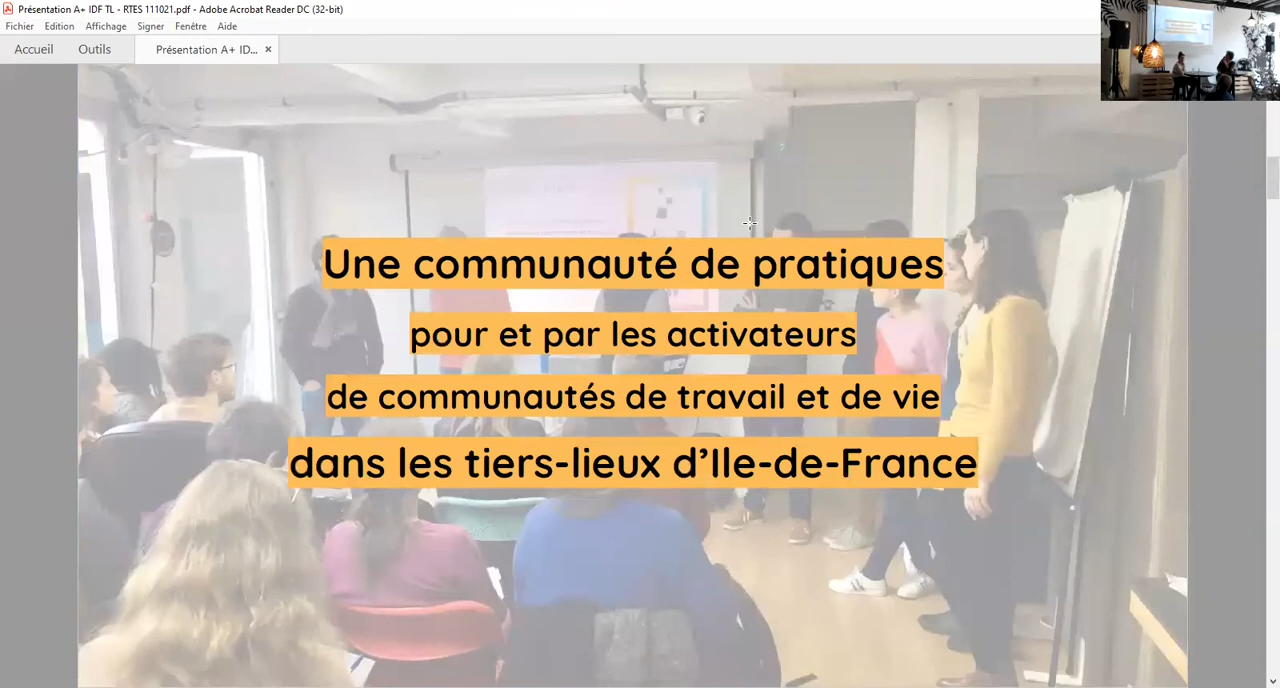 Présentation A+ IDF TL - RTES 111021.pdf - Adobe Acrobat Reader DC (32-bit)
Fichier Edition Affichage Signer Fenêtre Aide
Accueil Outils Présentation A+ ID... ×
Une communauté de pratiques
pour et par les activateurs
de communautés de travail et de vie
dans les tiers-lieux d’Ile-de-France